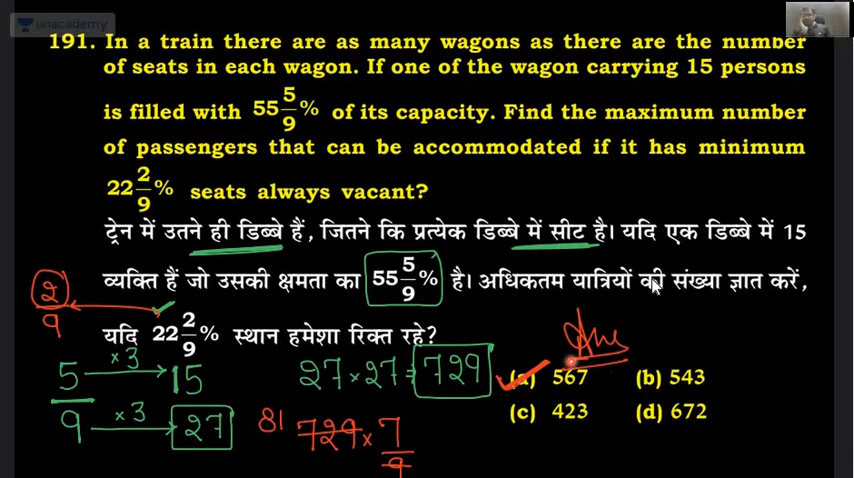 unacademy
191. In a train there are as many wagons as there are the number
of seats in each wagon. If one of the wagon carrying 15 persons
is filled with 55 5/9 % of its capacity. Find the maximum number
of passengers that can be accommodated if it has minimum
22 2/9 % seats always vacant?
ट्रेन में उतने ही डिब्बे हैं, जितने कि प्रत्येक डिब्बे में सीट है। यदि एक डिब्बे में 15
व्यक्ति हैं जो उसकी क्षमता का 55 5/9 % है। अधिकतम यात्रियों की संख्या ज्ञात करें,
यदि 22 2/9 % स्थान हमेशा रिक्त रहे?
2/9
5 ×3 15
9 ×3 27
27×27=729
81 729×7/9
Ans
(a) 567 (b) 543
(c) 423 (d) 672